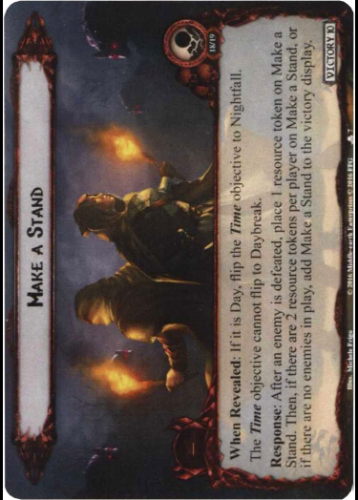 MAKE A STAND
18/19
VICTORY 10
1
When Revealed: If it is Day, flip the Time objective to Nightfall.
The Time objective cannot flip to Daybreak.
Response: After an enemy is defeated, place 1 resource token on Make a
Stand. Then, if there are 2 resource tokens per player on Make a Stand, or
if there are no enemies in play, add Make a Stand to the victory display.